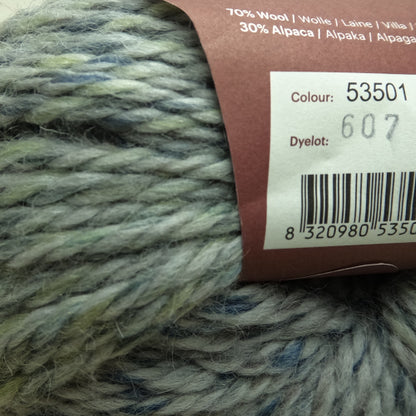 70% Wool / Wolle / Laine / Villa /
30% Alpaca / Alpaka / Alpaga
Colour: 53501
Dyelot: 607
8 320980 5350